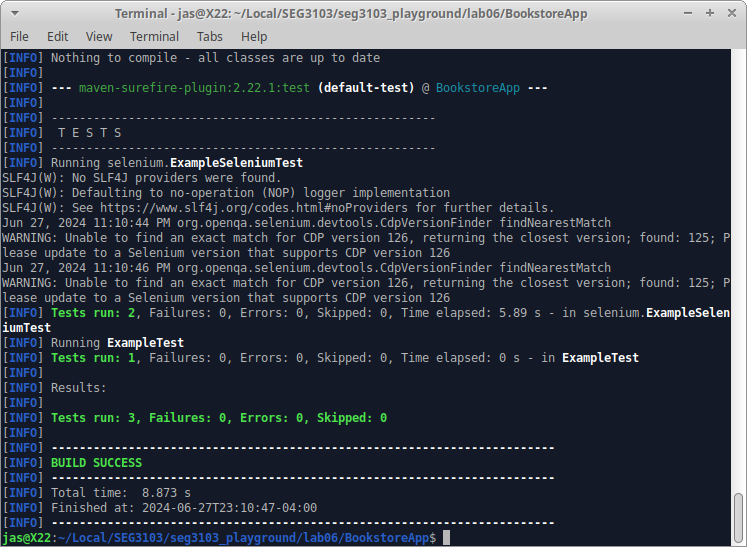 Terminal - jas@X22: ~/Local/SEG3103/seg3103_playground/lab06/BookstoreApp
File Edit View Terminal Tabs Help
[INFO] Nothing to compile - all classes are up to date
[INFO]
[INFO] --- maven-surefire-plugin:2.22.1:test (default-test) @ BookstoreApp ---
[INFO]
[INFO] -------------------------------------------------------
[INFO]  T E S T S
[INFO] -------------------------------------------------------
[INFO] Running selenium.ExampleSeleniumTest
SLF4J(W): No SLF4J providers were found.
SLF4J(W): Defaulting to no-operation (NOP) logger implementation
SLF4J(W): See https://www.slf4j.org/codes.html#noProviders for further details.
Jun 27, 2024 11:10:44 PM org.openqa.selenium.devtools.CdpVersionFinder findNearestMatch
WARNING: Unable to find an exact match for CDP version 126, returning the closest version; found: 125; P
lease update to a Selenium version that supports CDP version 126
Jun 27, 2024 11:10:46 PM org.openqa.selenium.devtools.CdpVersionFinder findNearestMatch
WARNING: Unable to find an exact match for CDP version 126, returning the closest version; found: 125; P
lease update to a Selenium version that supports CDP version 126
[INFO] Tests run: 2, Failures: 0, Errors: 0, Skipped: 0, Time elapsed: 5.89 s - in selenium.ExampleSelen
iumTest
[INFO] Running ExampleTest
[INFO] Tests run: 1, Failures: 0, Errors: 0, Skipped: 0, Time elapsed: 0 s - in ExampleTest
[INFO]
[INFO] Results:
[INFO]
[INFO] Tests run: 3, Failures: 0, Errors: 0, Skipped: 0
[INFO]
[INFO] ------------------------------------------------------------------------
[INFO] BUILD SUCCESS
[INFO] ------------------------------------------------------------------------
[INFO] Total time:  8.873 s
[INFO] Finished at: 2024-06-27T23:10:47-04:00
[INFO] ------------------------------------------------------------------------
jas@X22:~/Local/SEG3103/seg3103_playground/lab06/BookstoreApp$